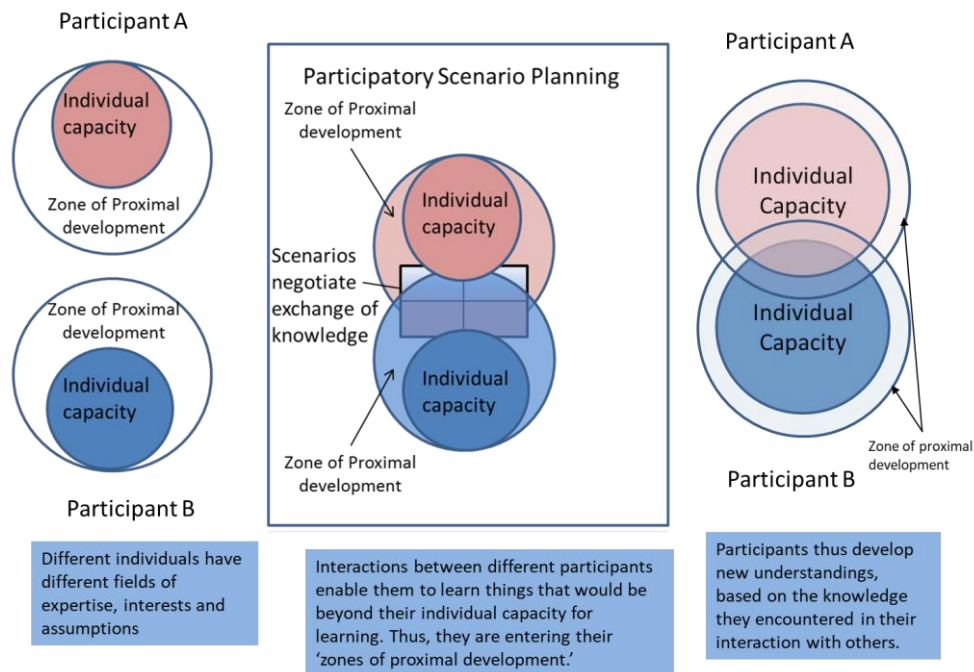 Participant A
Individual
capacity
Zone of Proximal
development
Zone of Proximal
development
Individual
capacity
Participant B
Different individuals have
different fields of
expertise, interests and
assumptions
Participatory Scenario Planning
Zone of Proximal
development
Individual
capacity
Scenarios
negotiate
exchange of
knowledge
Individual
capacity
Zone of Proximal
development
Interactions between different participants
enable them to learn things that would be
beyond their individual capacity for
learning. Thus, they are entering their
‘zones of proximal development.’
Participant A
Individual
Capacity
Individual
Capacity
Zone of proximal
development
Participant B
Participants thus develop
new understandings,
based on the knowledge
they encountered in their
interaction with others.